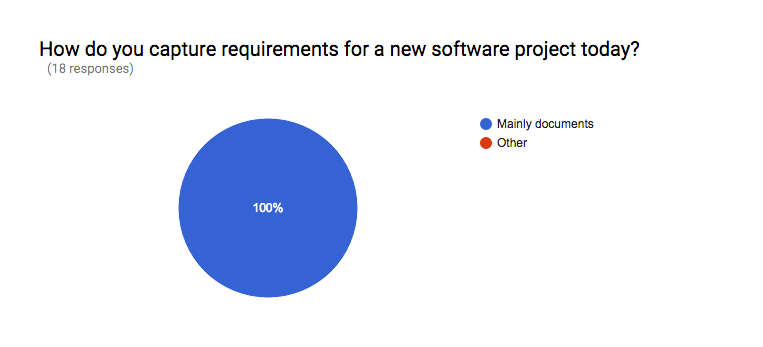 How do you capture requirements for a new software project today?
(18 responses)
Mainly documents
Other
100%